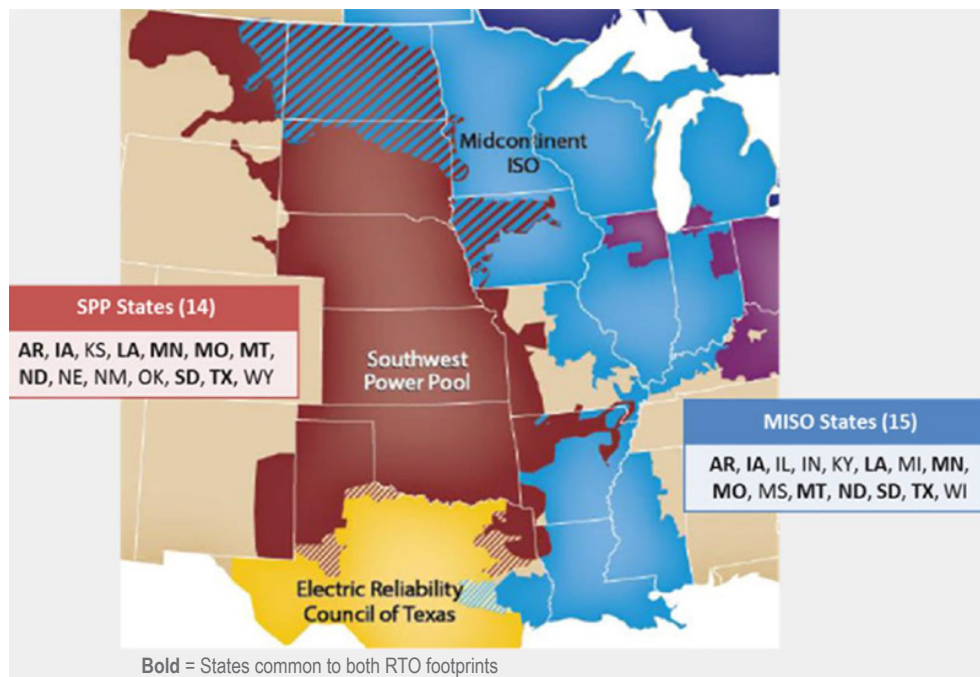 Midcontinent
ISO
SPP States (14)
AR, IA, KS, LA, MN, MO, MT,
ND, NE, NM, OK, SD, TX, WY
Southwest
Power Pool
MISO States (15)
AR, IA, IL, IN, KY, LA, MI, MN,
MO, MS, MT, ND, SD, TX, WI
Electric Reliability
Council of Texas
Bold = States common to both RTO footprints